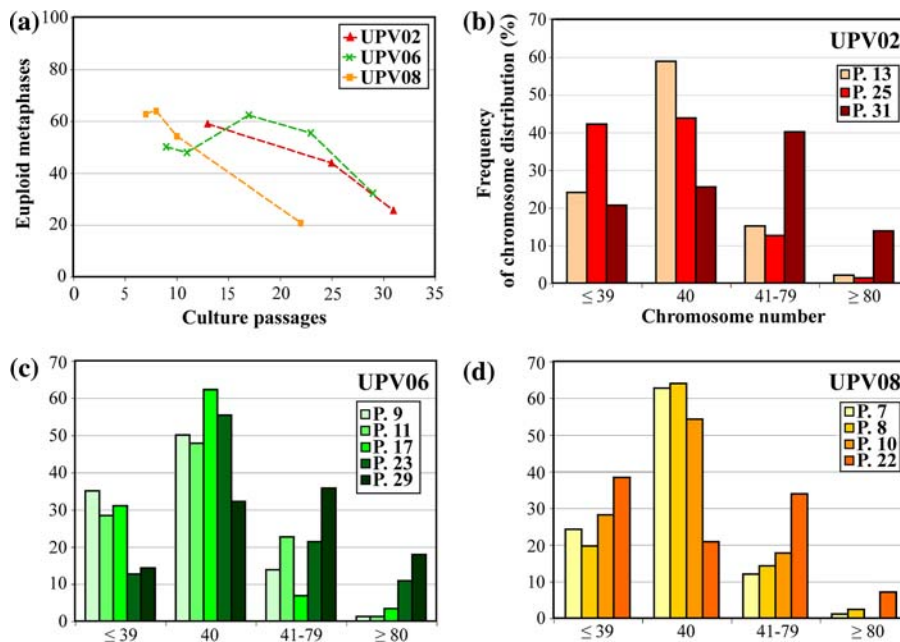 (a)
UPV02
UPV06
UPV08
Euploid metaphases
100
80
60
40
20
0
0 5 10 15 20 25 30 35
Culture passages
(b)
UPV02
P. 13
P. 25
P. 31
Frequency
of chromosome distribution (%)
70
60
50
40
30
20
10
0
≤ 39 40 41-79 ≥ 80
Chromosome number
(c)
UPV06
P. 9
P. 11
P. 17
P. 23
P. 29
70
60
50
40
30
20
10
0
≤ 39 40 41-79 ≥ 80
(d)
UPV08
P. 7
P. 8
P. 10
P. 22
70
60
50
40
30
20
10
0
≤ 39 40 41-79 ≥ 80